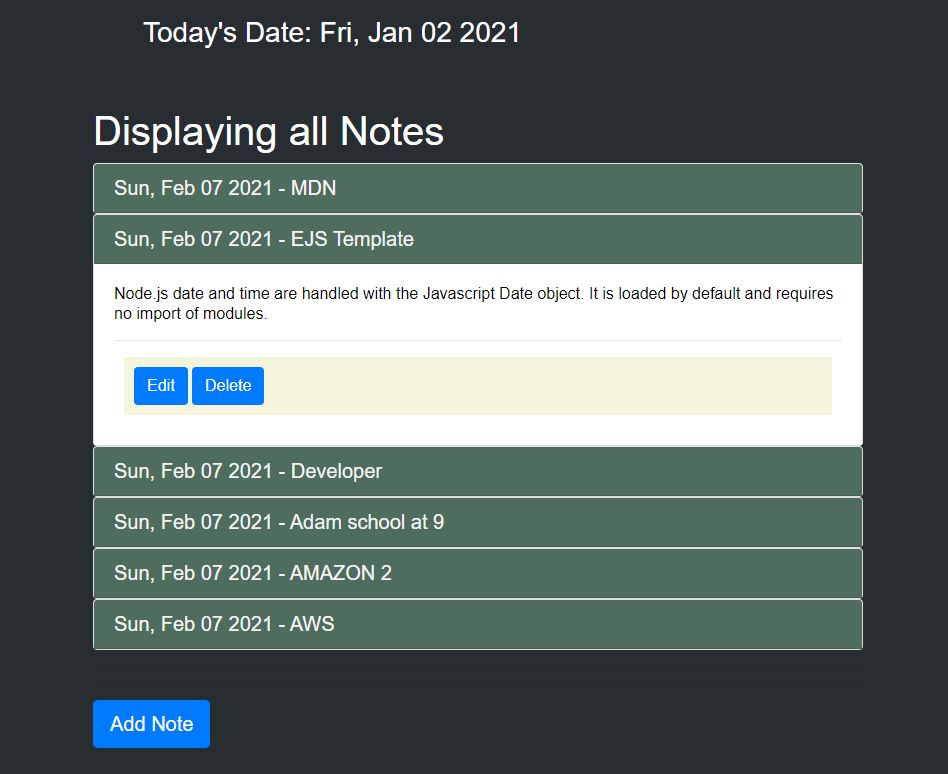 Today's Date: Fri, Jan 02 2021
Displaying all Notes
Sun, Feb 07 2021 - MDN
Sun, Feb 07 2021 - EJS Template
Node.js date and time are handled with the Javascript Date object. It is loaded by default and requires
no import of modules.
Edit Delete
Sun, Feb 07 2021 - Developer
Sun, Feb 07 2021 - Adam school at 9
Sun, Feb 07 2021 - AMAZON 2
Sun, Feb 07 2021 - AWS
Add Note